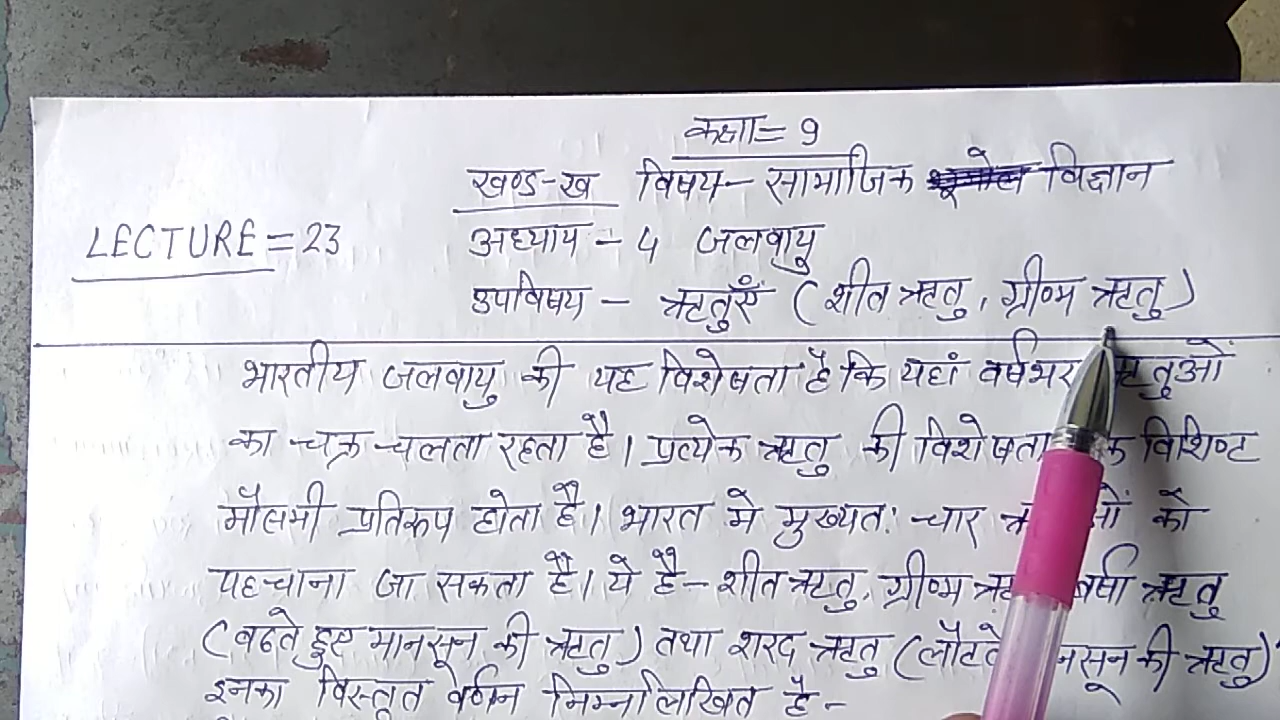 कक्षा = 9
खण्ड-ख विषय - सामाजिक विज्ञान
LECTURE = 23
अध्याय - 4 जलवायु
उपविषय - ऋतुएँ (शीत ऋतु, ग्रीष्म ऋतु)
भारतीय जलवायु की यह विशेषता है कि यहां वर्षभर ऋतुओं
का चक्र चलता रहता है। प्रत्येक ऋतु की विशेषता विशिष्ट
मौसमी प्रतिरूप होता है। भारत मे मुख्यतः चार को
पहचाना जा सकता है। ये है - शीत ऋतु, ग्रीष्म वर्षा ऋतु
(बढते हुए मानसून की ऋतु) तथा शरद ऋतु (लौटते मानसून की ऋतु)
इनका विस्तृत वर्णन निम्नलिखित है -